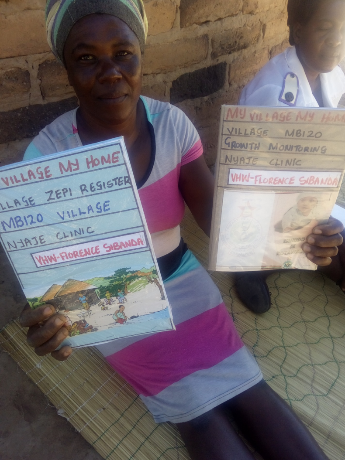 VILLAGE MY HOME
VILLAGE ZEPI REGISTER
MBIZO VILLAGE
NJAJE CLINIC
VHW-FLORENCE SIBANDA
MY VILLAGE MY HOME
VILLAGE MBIZO
GROWTH MONITORING
NJAJE CLINIC
VHW-FLORENCE SIBANDA